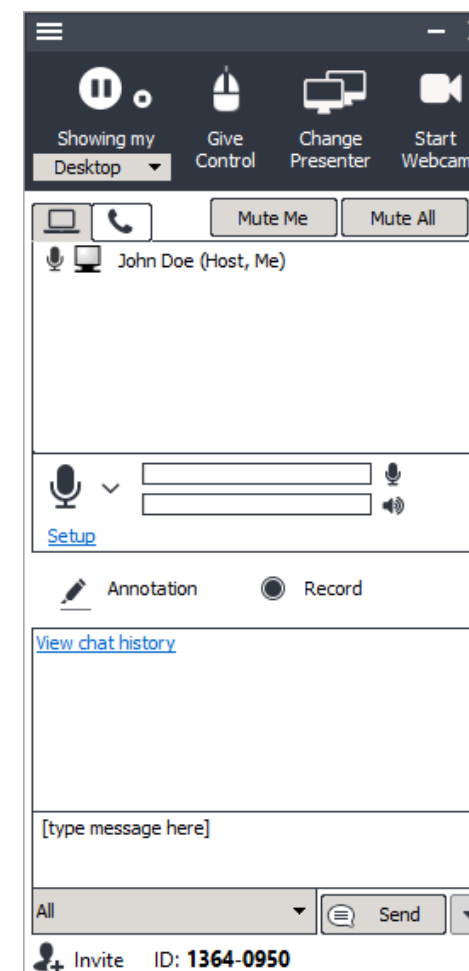 Showing my Give Change Start
Desktop Control Presenter Webcam
Mute Me Mute All
John Doe (Host, Me)
Setup
Annotation Record
View chat history
[type message here]
All Send
Invite ID: 1364-0950